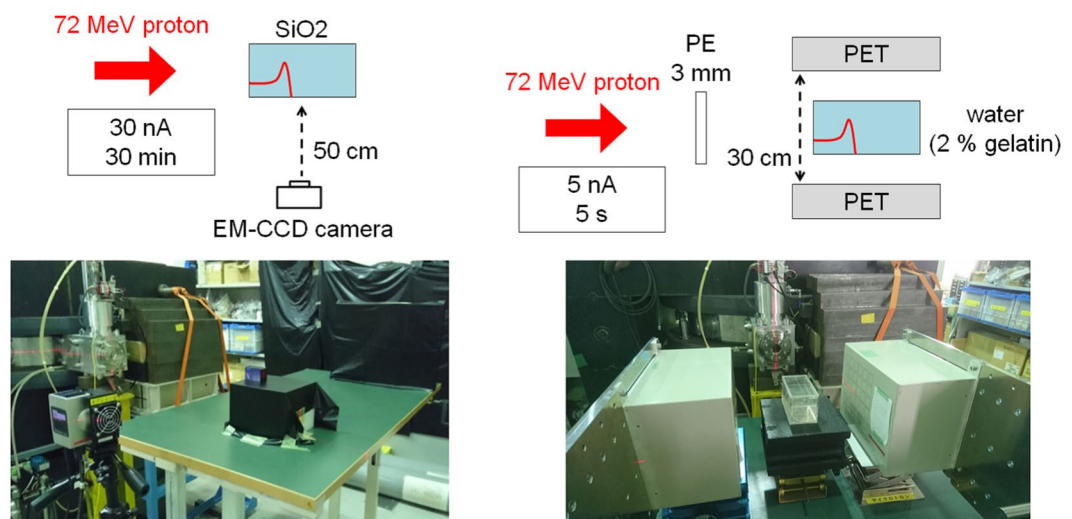 72 MeV proton
SiO2
30 nA
30 min
50 cm
EM-CCD camera
72 MeV proton
PE
3 mm
PET
30 cm
water
(2 % gelatin)
5 nA
5 s
PET